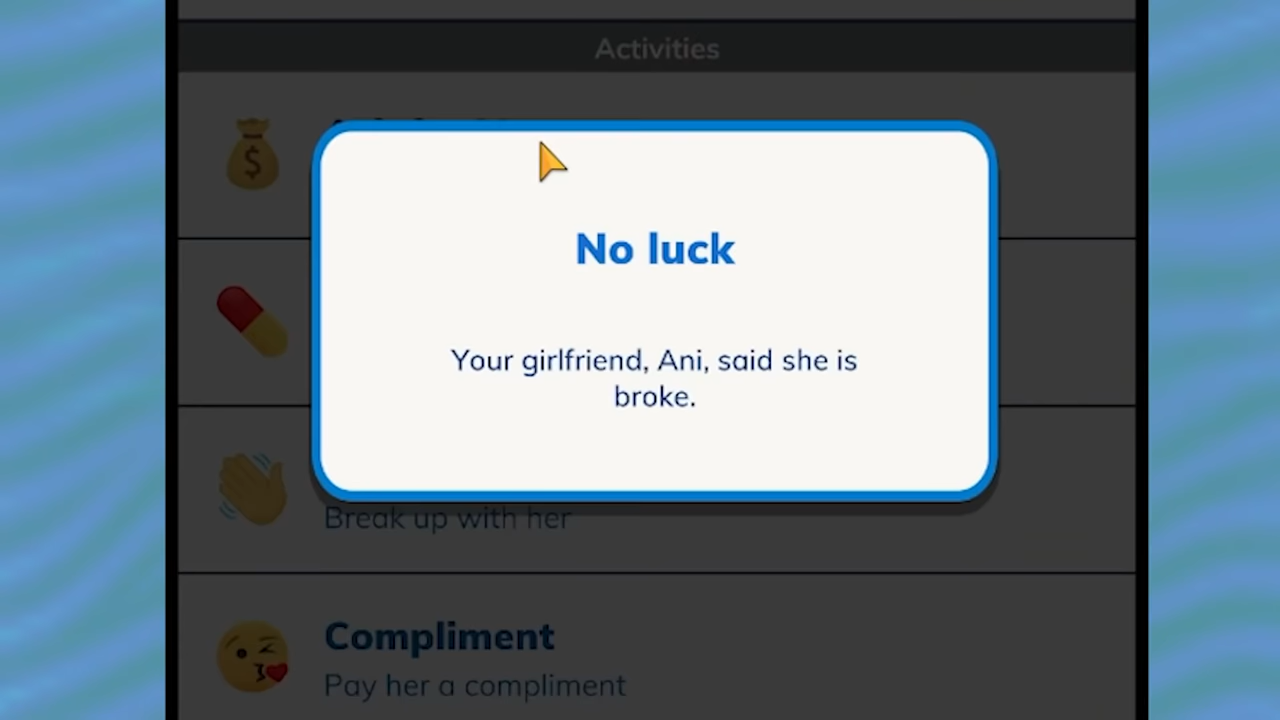 Activities
No luck
Your girlfriend, Ani, said she is
broke.
Break up with her
Compliment
Pay her a compliment